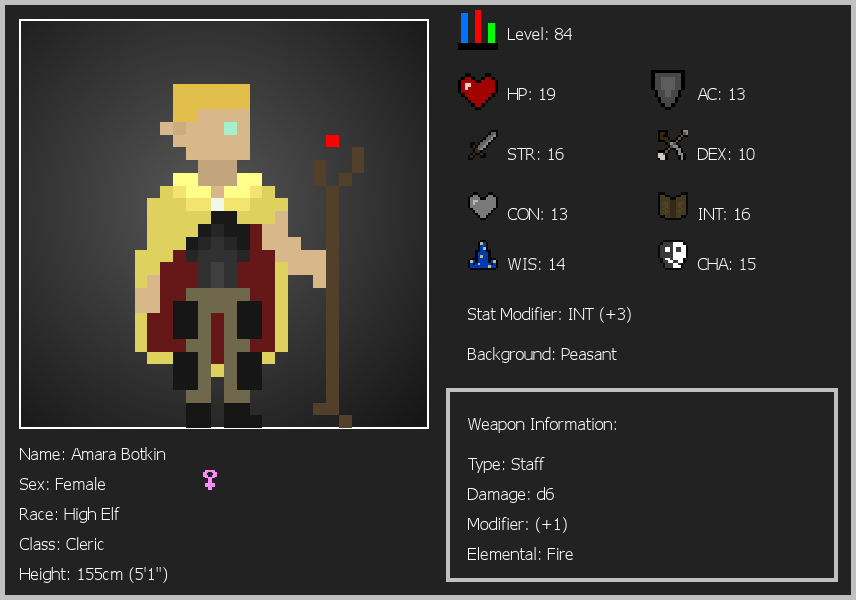 Level: 84
HP: 19
AC: 13
STR: 16
DEX: 10
CON: 13
INT: 16
WIS: 14
CHA: 15
Stat Modifier: INT (+3)
Background: Peasant
Weapon Information:
Type: Staff
Damage: d6
Modifier: (+1)
Elemental: Fire
Name: Amara Botkin
Sex: Female
Race: High Elf
Class: Cleric
Height: 155cm (5'1")